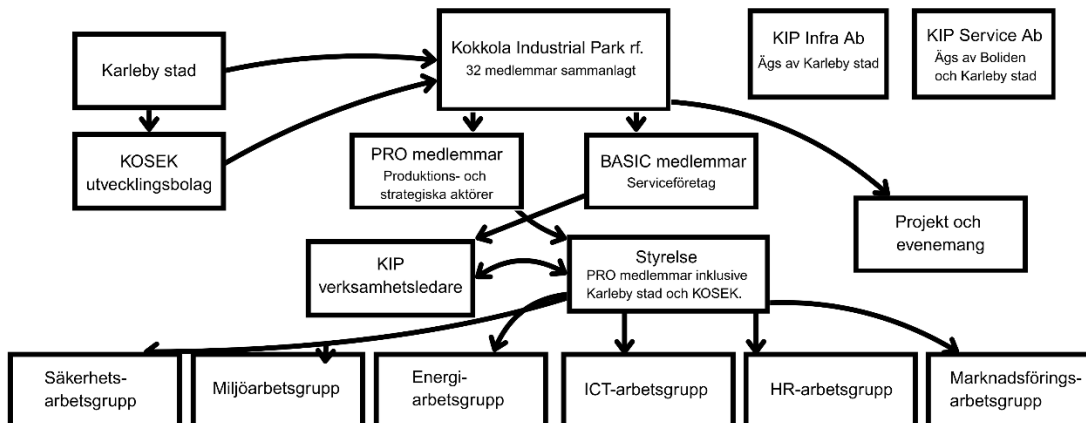 Karleby stad
Kokkola Industrial Park rf.
32 medlemmar sammanlagt
KIP Infra Ab
Ägs av Karleby stad
KIP Service Ab
Ägs av Boliden
och Karleby stad
KOSEK
utvecklingsbolag
PRO medlemmar
Produktions- och
strategiska aktörer
BASIC medlemmar
Serviceföretag
Projekt och
evenemang
KIP
verksamhetsledare
Styrelse
PRO medlemmar inklusive
Karleby stad och KOSEK.
Säkerhets-
arbetsgrupp
Miljöarbetsgrupp
Energi-
arbetsgrupp
ICT-arbetsgrupp
HR-arbetsgrupp
Marknadsförings-
arbetsgrupp